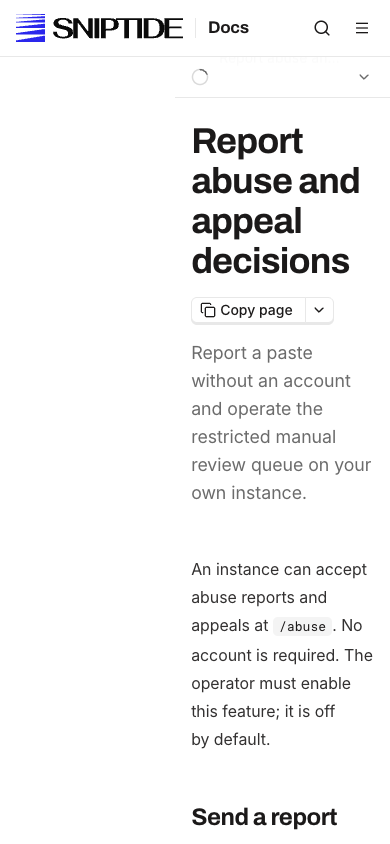 SNIPTIDE Docs
Report
abuse and
appeal
decisions
Copy page
Report a paste
without an account
and operate the
restricted manual
review queue on your
own instance.
An instance can accept
abuse reports and
appeals at /abuse. No
account is required. The
operator must enable
this feature; it is off
by default.
Send a report